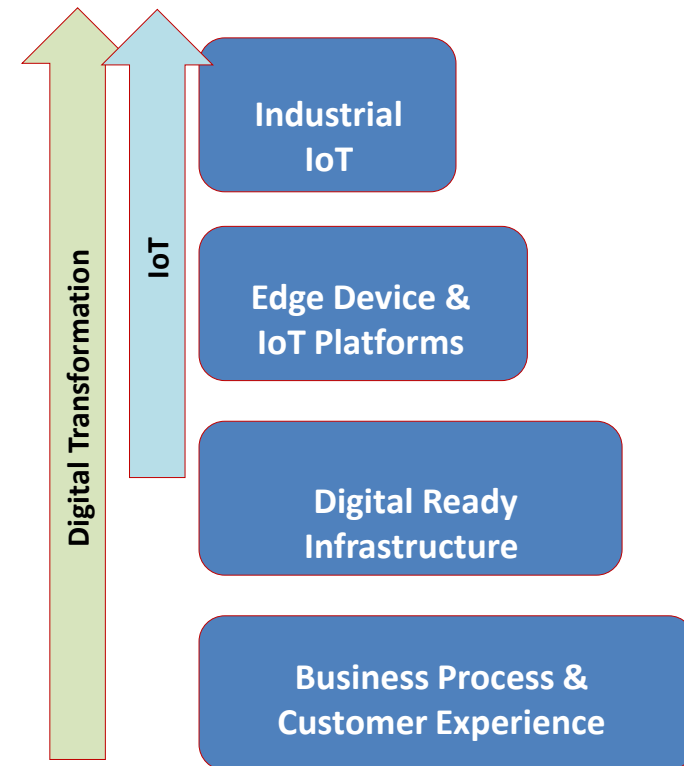 Digital Transformation
IoT
Industrial
IoT
Edge Device &
IoT Platforms
Digital Ready
Infrastructure
Business Process &
Customer Experience